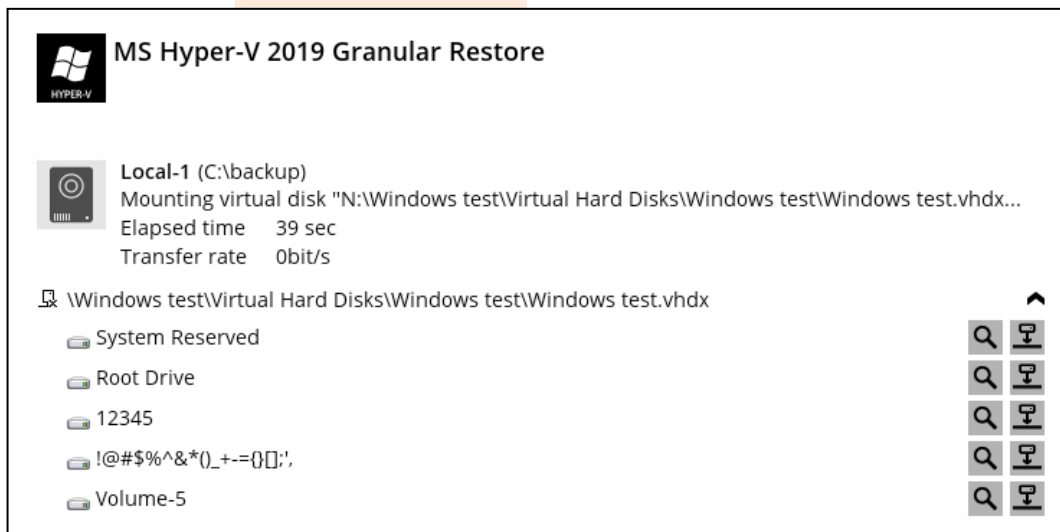 MS Hyper-V 2019 Granular Restore
HYPER-V
Local-1 (C:\backup)
Mounting virtual disk "N:\Windows test\Virtual Hard Disks\Windows test\Windows test.vhdx...
Elapsed time 39 sec
Transfer rate 0bit/s
\Windows test\Virtual Hard Disks\Windows test\Windows test.vhdx
System Reserved
Root Drive
12345
!@#$%^&*()_+-={}[];',
Volume-5